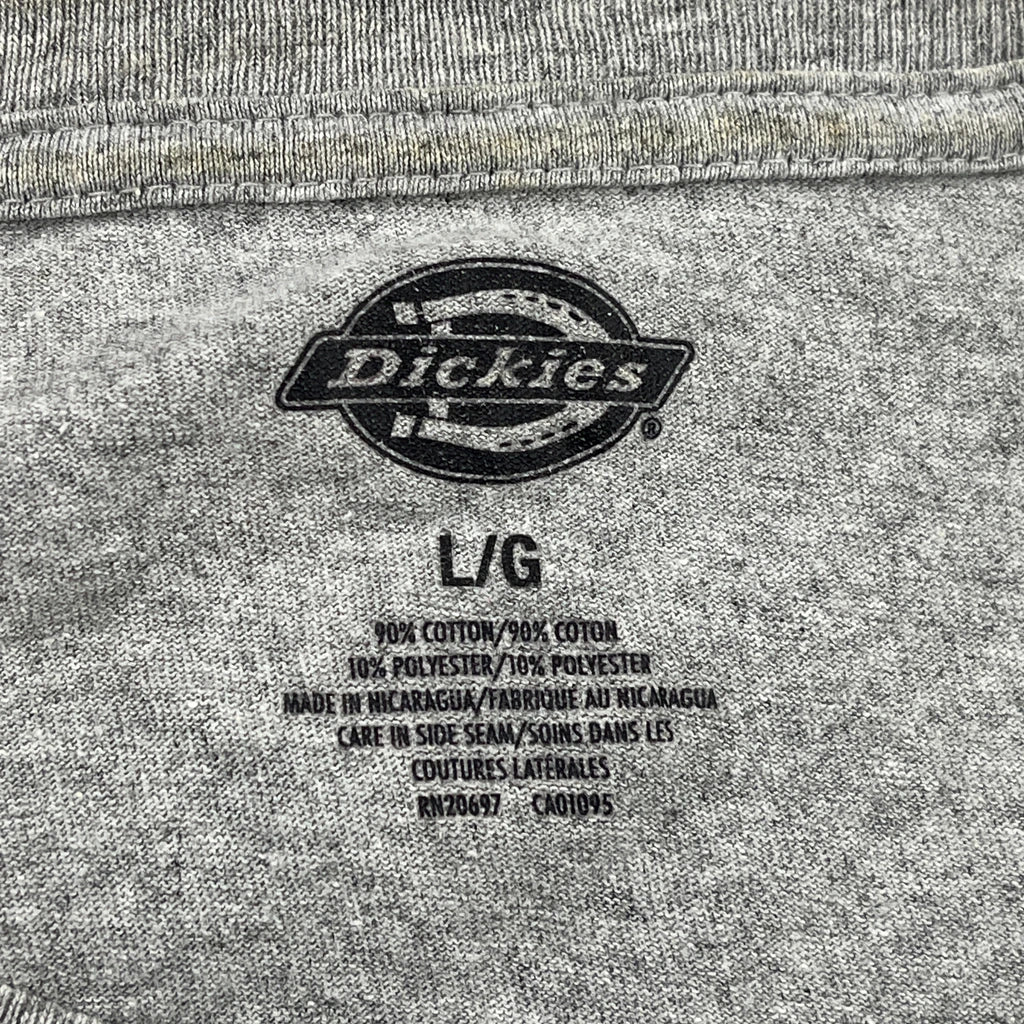 Dickies
®
L/G
90% COTTON/90% COTON
10% POLYESTER/10% POLYESTER
MADE IN NICARAGUA/FABRIQUE AU NICARAGUA
CARE IN SIDE SEAM/SOINS DANS LES
COUTURES LATÉRALES
RN20697 CA01095